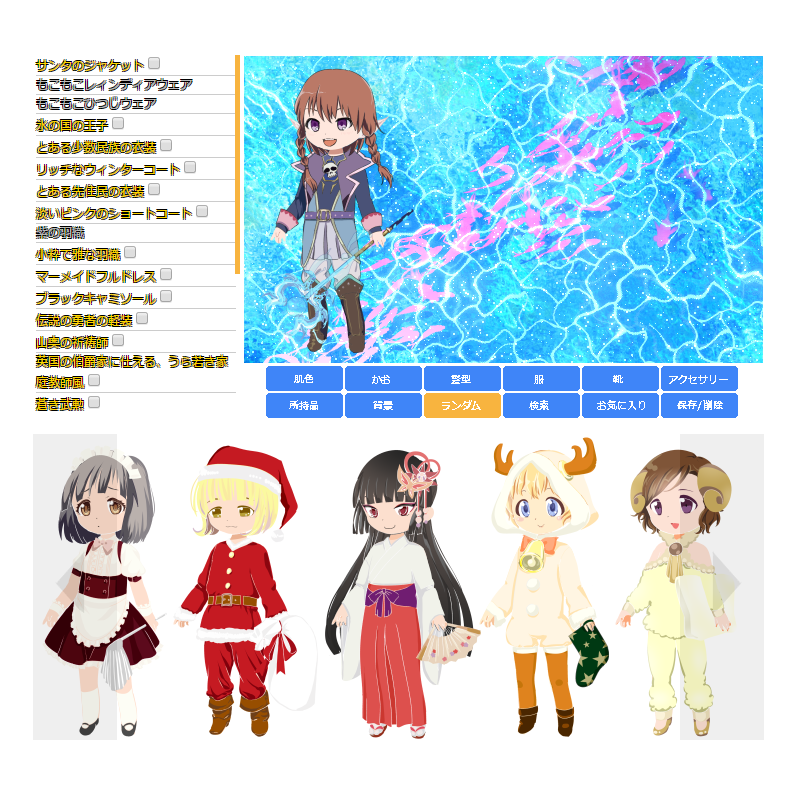 サンタのジャケット
もこもこレィンディアウェア
もこもこひつじウェア
氷の国の王子
とある少数民族の衣装
リッチなウィンターコート
とある先住民の衣装
淡いピンクのショートコート
紫の羽織
小粋で雅な羽織
マーメイドフルドレス
ブラックキャミソール
伝説の勇者の軽装
山奥の祈祷師
英国の伯爵家に仕える、うら若き家
庭教師風
蒼き武勲
肌色 かお 髪型 服 靴 アクセサリー
所持品 背景 ランダム 検索 お気に入り 保存/削除